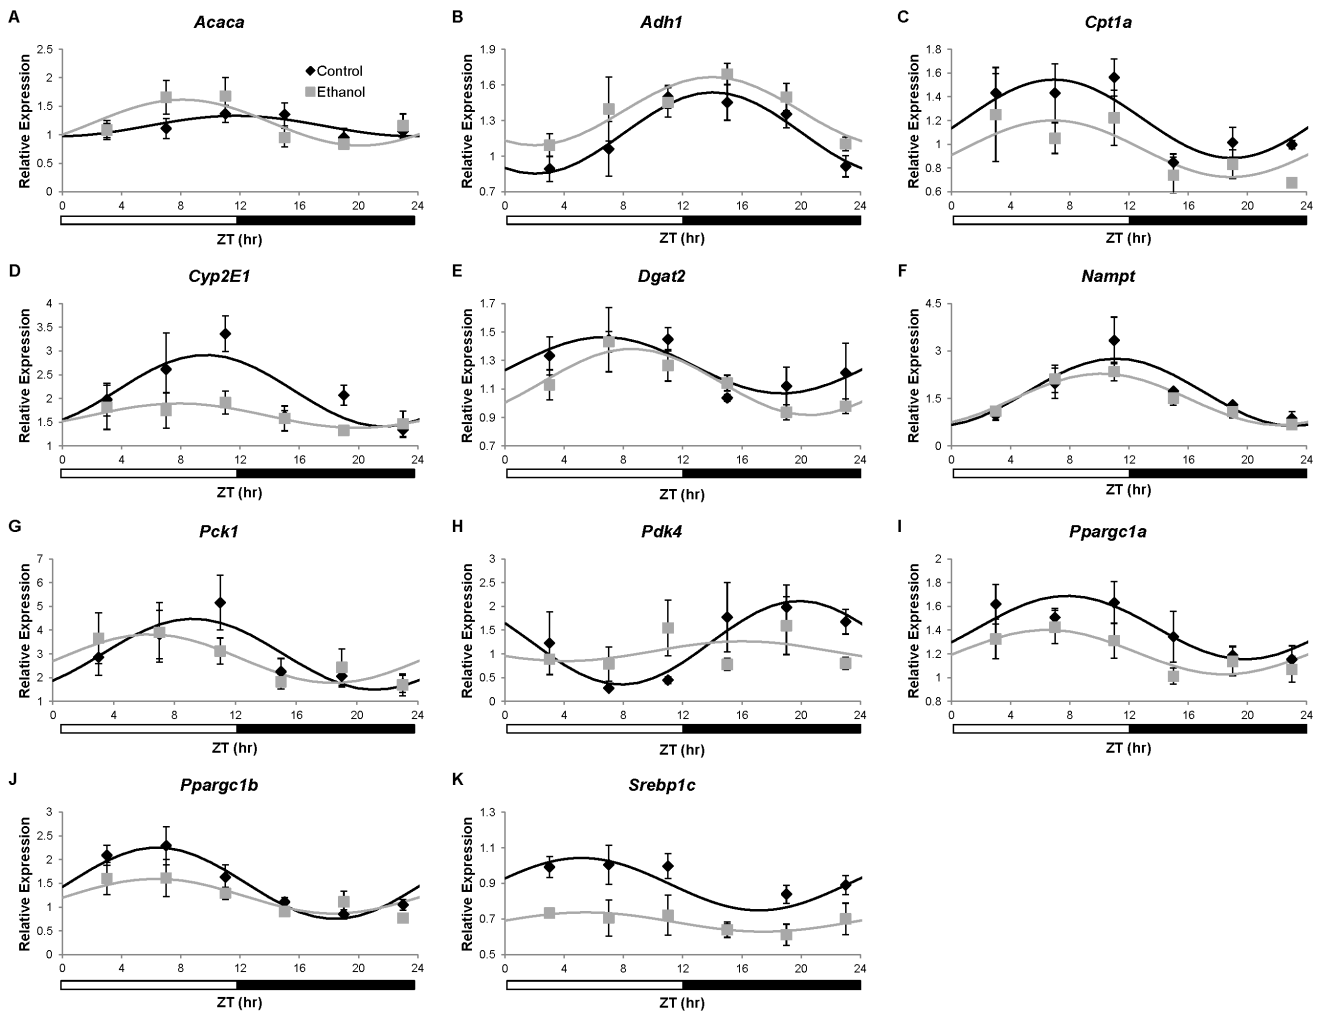 A
Acaca
Relative Expression
2.5
2
1.5
1
0.5
0
Control
Ethanol
0 4 8 12 16 20 24
ZT (hr)
B
Adh1
Relative Expression
1.9
1.6
1.3
1
0.7
0 4 8 12 16 20 24
ZT (hr)
C
Cpt1a
Relative Expression
1.8
1.6
1.4
1.2
1
0.8
0.6
0 4 8 12 16 20 24
ZT (hr)
D
Cyp2E1
Relative Expression
4
3.5
3
2.5
2
1.5
1
0 4 8 12 16 20 24
ZT (hr)
E
Dgat2
Relative Expression
1.7
1.5
1.3
1.1
0.9
0.7
0 4 8 12 16 20 24
ZT (hr)
F
Nampt
Relative Expression
4.5
3
1.5
0
0 4 8 12 16 20 24
ZT (hr)
G
Pck1
Relative Expression
7
6
5
4
3
2
1
0 4 8 12 16 20 24
ZT (hr)
H
Pdk4
Relative Expression
3
2.5
2
1.5
1
0.5
0
0 4 8 12 16 20 24
ZT (hr)
I
Ppargc1a
Relative Expression
2
1.8
1.6
1.4
1.2
1
0.8
0 4 8 12 16 20 24
ZT (hr)
J
Ppargc1b
Relative Expression
3
2.5
2
1.5
1
0.5
0
0 4 8 12 16 20 24
ZT (hr)
K
Srebp1c
Relative Expression
1.3
1.1
0.9
0.7
0.5
0 4 8 12 16 20 24
ZT (hr)